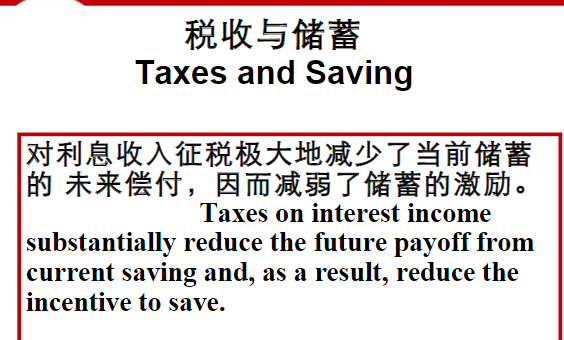 税收与储蓄
Taxes and Saving
对利息收入征税极大地减少了当前储蓄
的 未来偿付，因而减弱了储蓄的激励。
Taxes on interest income
substantially reduce the future payoff from
current saving and, as a result, reduce the
incentive to save.